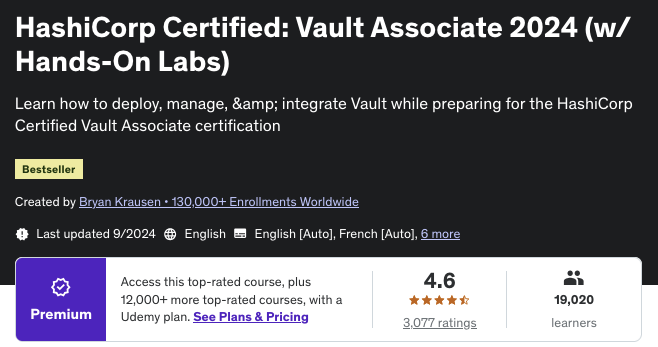 HashiCorp Certified: Vault Associate 2024 (w/
Hands-On Labs)
Learn how to deploy, manage, &amp; integrate Vault while preparing for the HashiCorp
Certified Vault Associate certification
Bestseller
Created by Bryan Krausen • 130,000+ Enrollments Worldwide
Last updated 9/2024 English English [Auto], French [Auto], 6 more
Premium
Access this top-rated course, plus
12,000+ more top-rated courses, with a
Udemy plan. See Plans & Pricing
4.6
3,077 ratings
19,020
learners